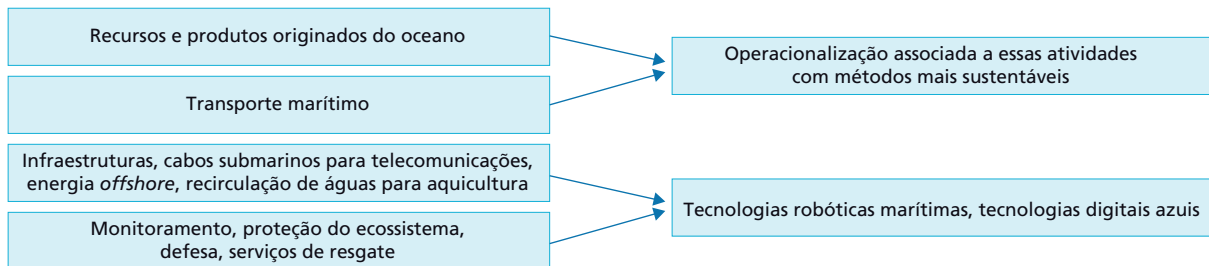 Recursos e produtos originados do oceano
Transporte marítimo
Operacionalização associada a essas atividades
com métodos mais sustentáveis
Infraestruturas, cabos submarinos para telecomunicações,
energia offshore, recirculação de águas para aquicultura
Monitoramento, proteção do ecossistema,
defesa, serviços de resgate
Tecnologias robóticas marítimas, tecnologias digitais azuis